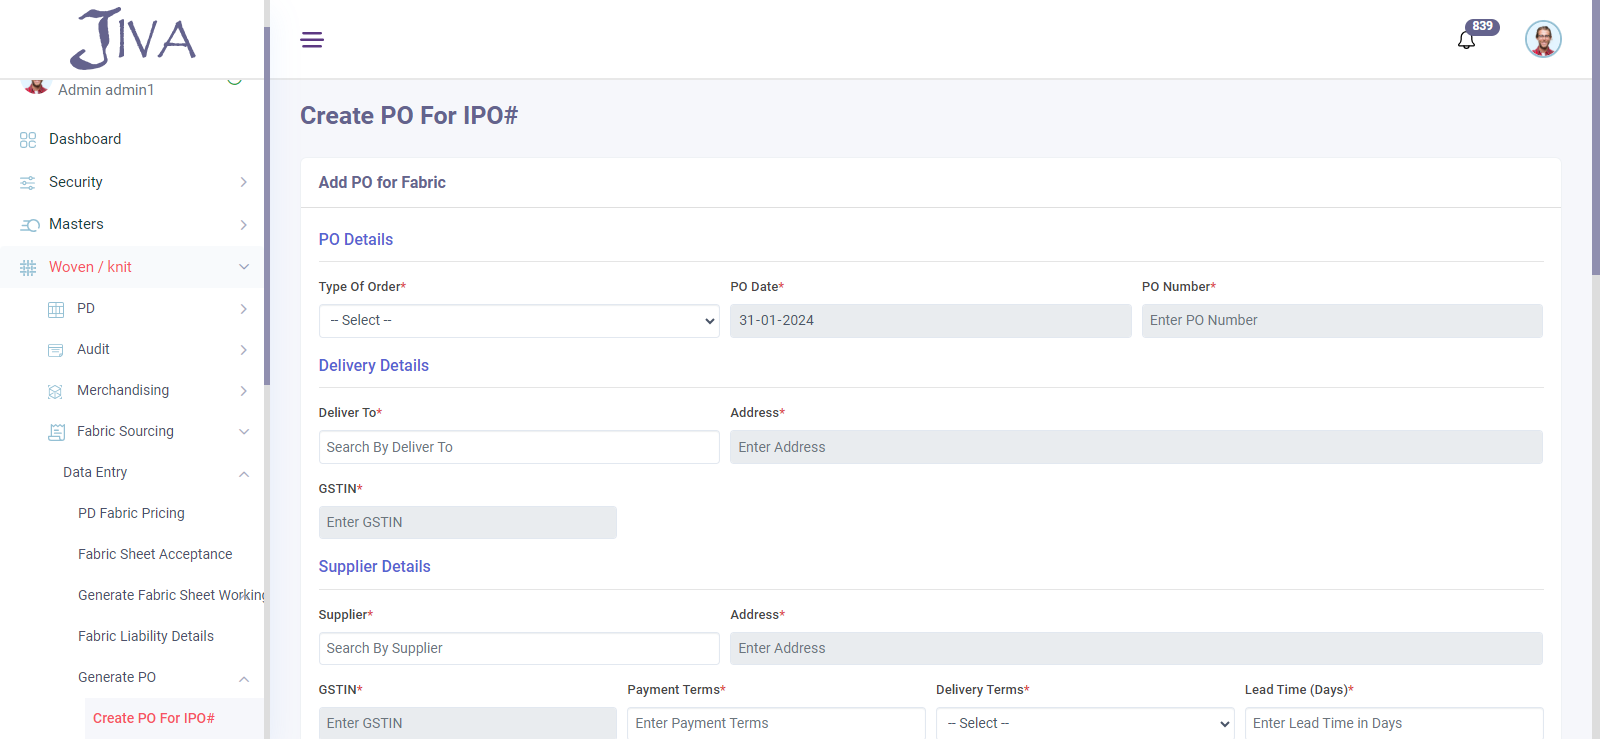 JIVA
839
Admin admin1
Dashboard
Security
Masters
Woven / knit
PD
Audit
Merchandising
Fabric Sourcing
Data Entry
PD Fabric Pricing
Fabric Sheet Acceptance
Generate Fabric Sheet Working
Fabric Liability Details
Generate PO
Create PO For IPO#
Create PO For IPO#
Add PO for Fabric
PO Details
Type Of Order* PO Date* PO Number*
-- Select -- 31-01-2024 Enter PO Number
Delivery Details
Deliver To* Address*
Search By Deliver To Enter Address
GSTIN*
Enter GSTIN
Supplier Details
Supplier* Address*
Search By Supplier Enter Address
GSTIN* Payment Terms* Delivery Terms* Lead Time (Days)*
Enter GSTIN Enter Payment Terms -- Select -- Enter Lead Time in Days